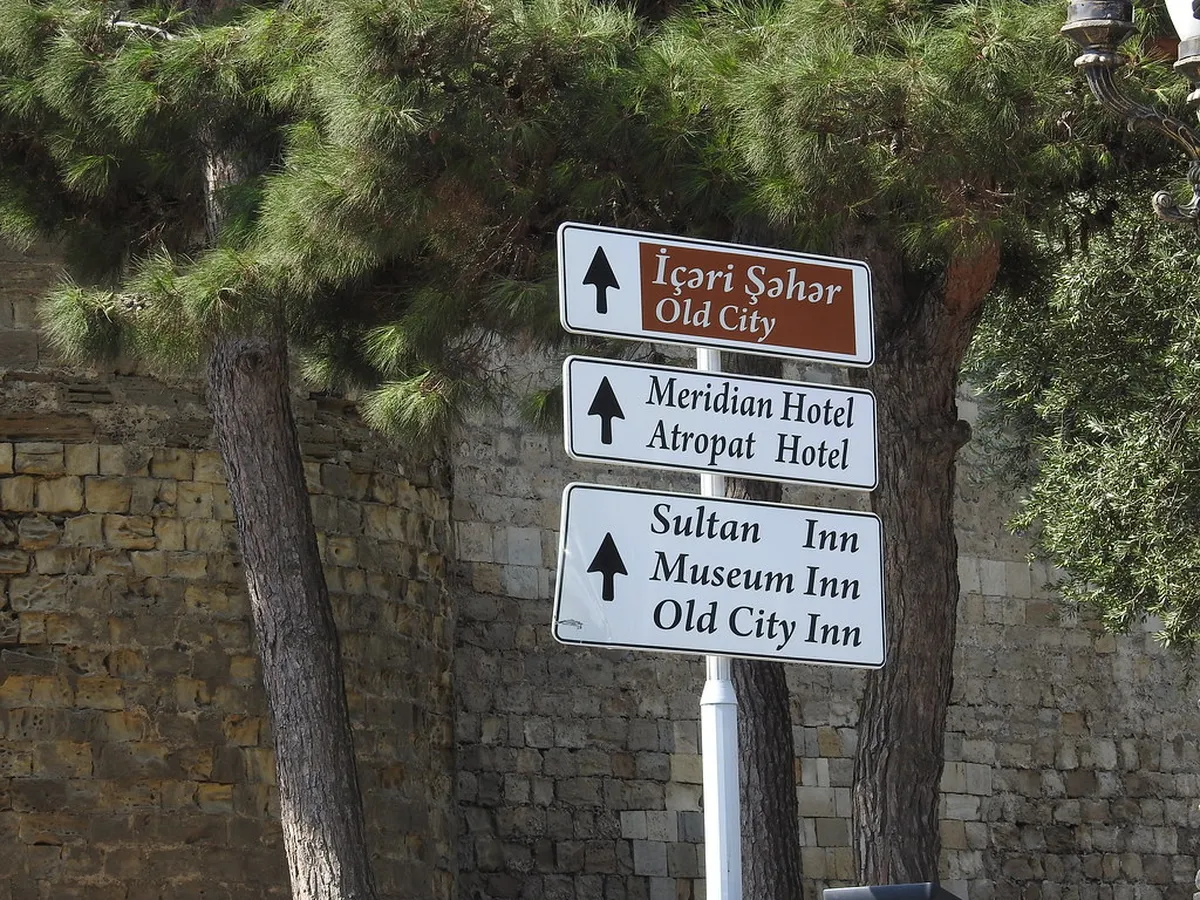 İçəri Şəhər
Old City
Meridian Hotel
Atropat Hotel
Sultan Inn
Museum Inn
Old City Inn